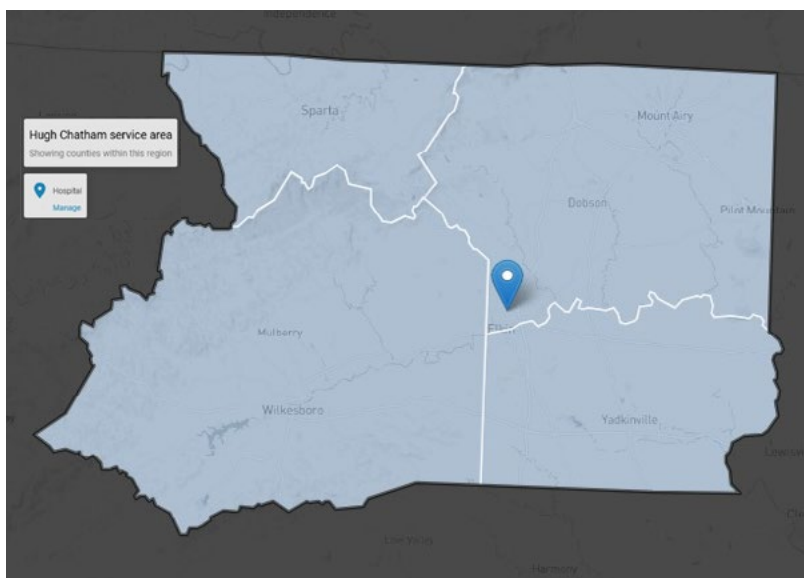 Independence
Sparta
Mount Airy
Hugh Chatham service area
Showing counties within this region
Hospital
Manage
Dobson
Pilot Mountain
Elkin
Mulberry
Wilkesboro
Yadkinville
Harmony